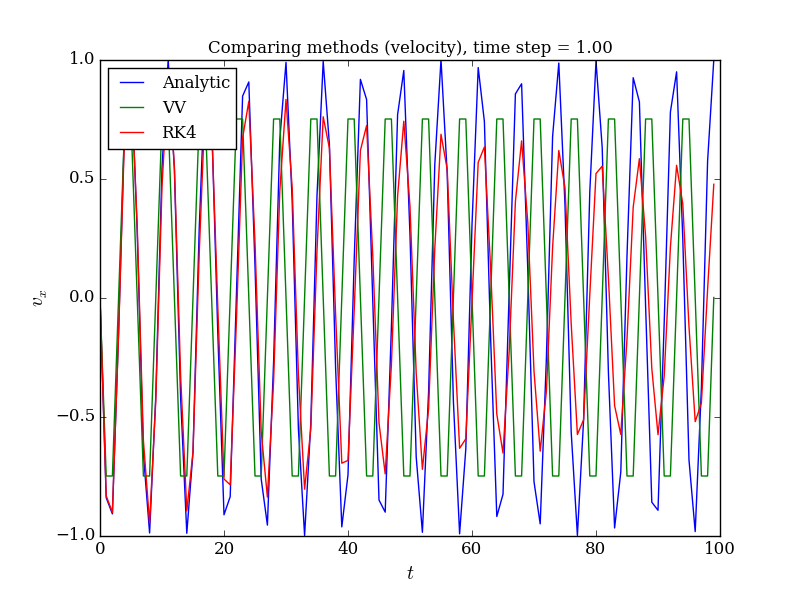 Comparing methods (velocity), time step = 1.00
1.0
Analytic
VV
RK4
0.5
0.0
v_x
−0.5
−1.0
0 20 40 60 80 100
t